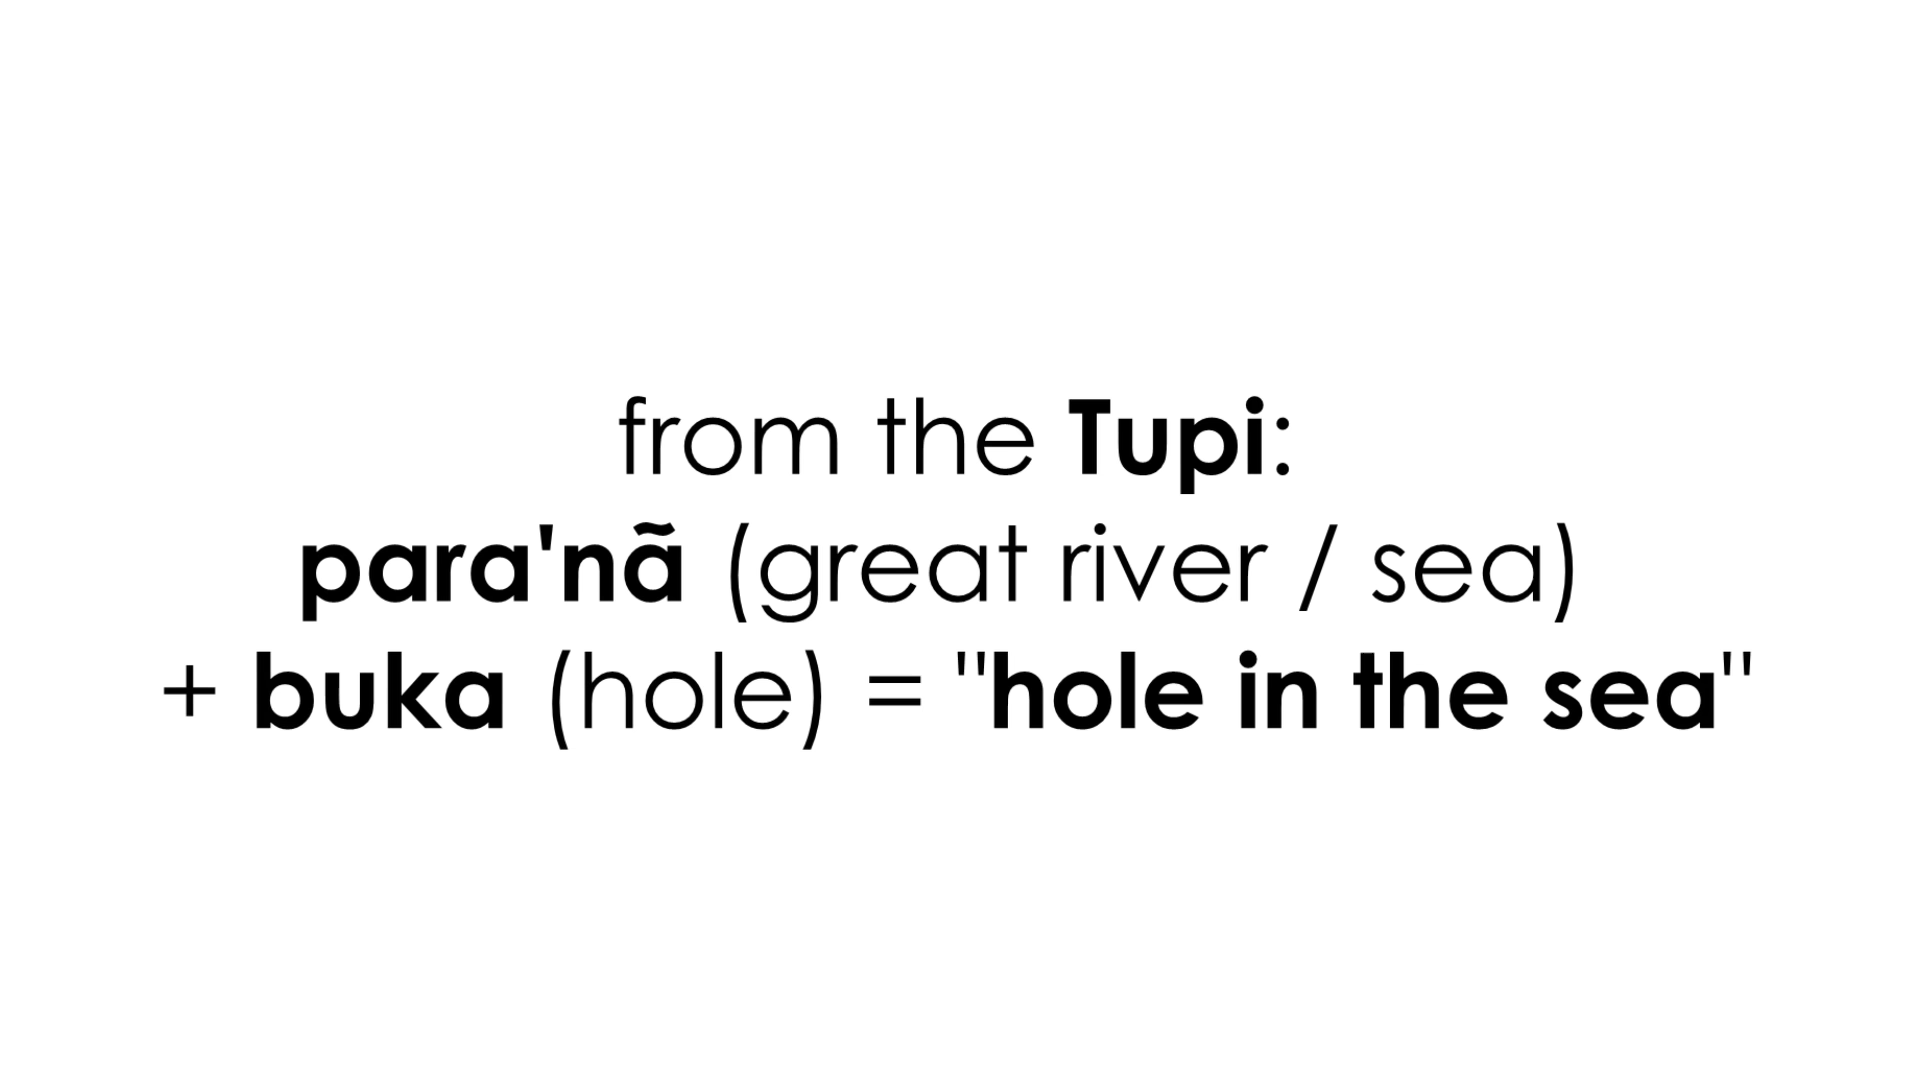 from the Tupi:
para'nã (great river / sea)
+ buka (hole) = "hole in the sea"